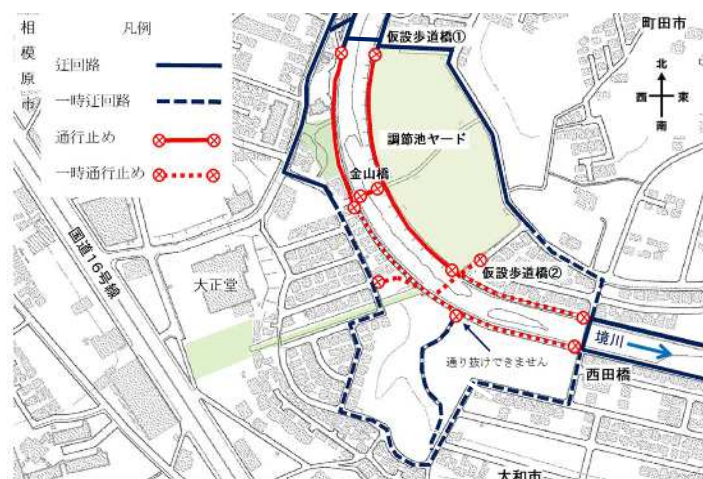 相模原市
凡例
迂回路
一時迂回路
通行止め
一時通行止め
仮設歩道橋①
町田市
北
西
東
南
調節池ヤード
金山橋
国道16号線
大正堂
仮設歩道橋②
通り抜けできません
境川
西田橋
大和市